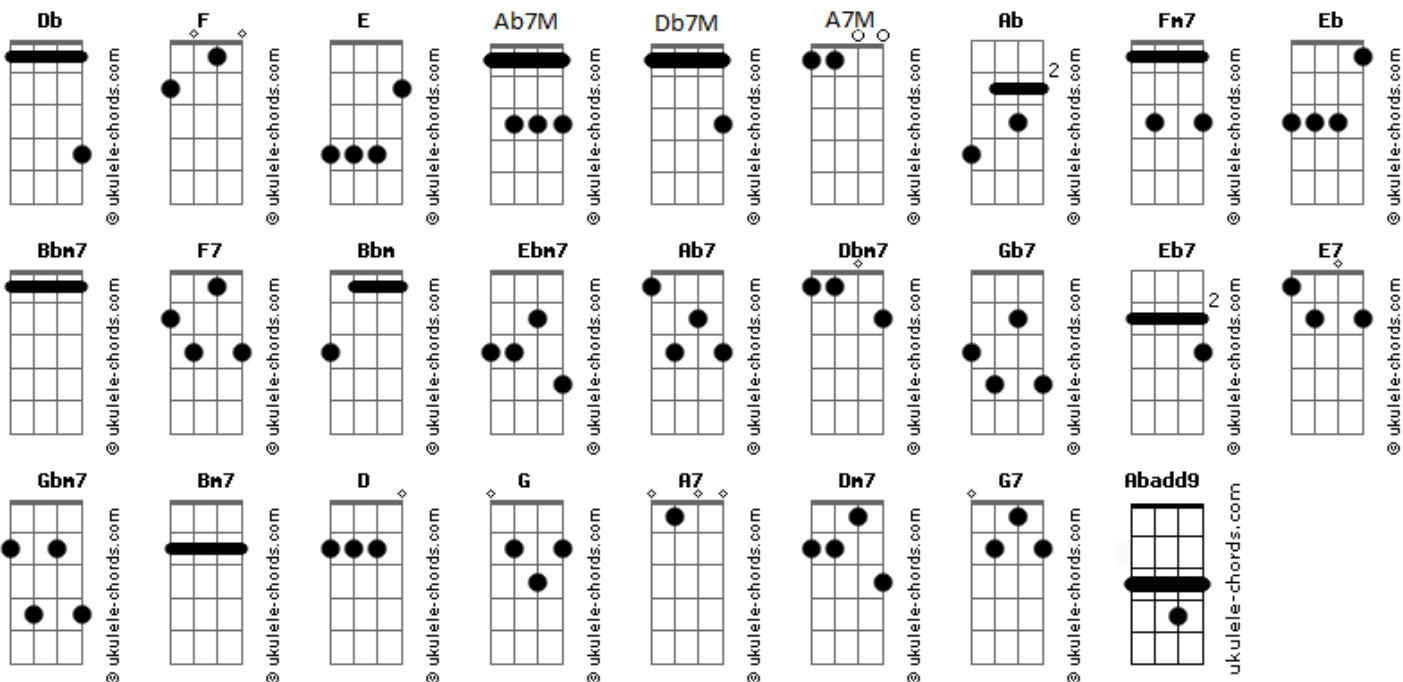 Db F E Ab7M Db7M A7M Ab Fm7 Eb
2
© ukulele-chords.com © ukulele-chords.com © ukulele-chords.com © ukulele-chords.com © ukulele-chords.com © ukulele-chords.com © ukulele-chords.com © ukulele-chords.com © ukulele-chords.com
Bbm7 F7 Bbm Ebm7 Ab7 Dbm7 Gb7 Eb7 E7
2
© ukulele-chords.com © ukulele-chords.com © ukulele-chords.com © ukulele-chords.com © ukulele-chords.com © ukulele-chords.com © ukulele-chords.com © ukulele-chords.com © ukulele-chords.com
Gbm7 Bm7 D G A7 Dm7 G7 Abadd9
© ukulele-chords.com © ukulele-chords.com © ukulele-chords.com © ukulele-chords.com © ukulele-chords.com © ukulele-chords.com © ukulele-chords.com ukulele-chords.com